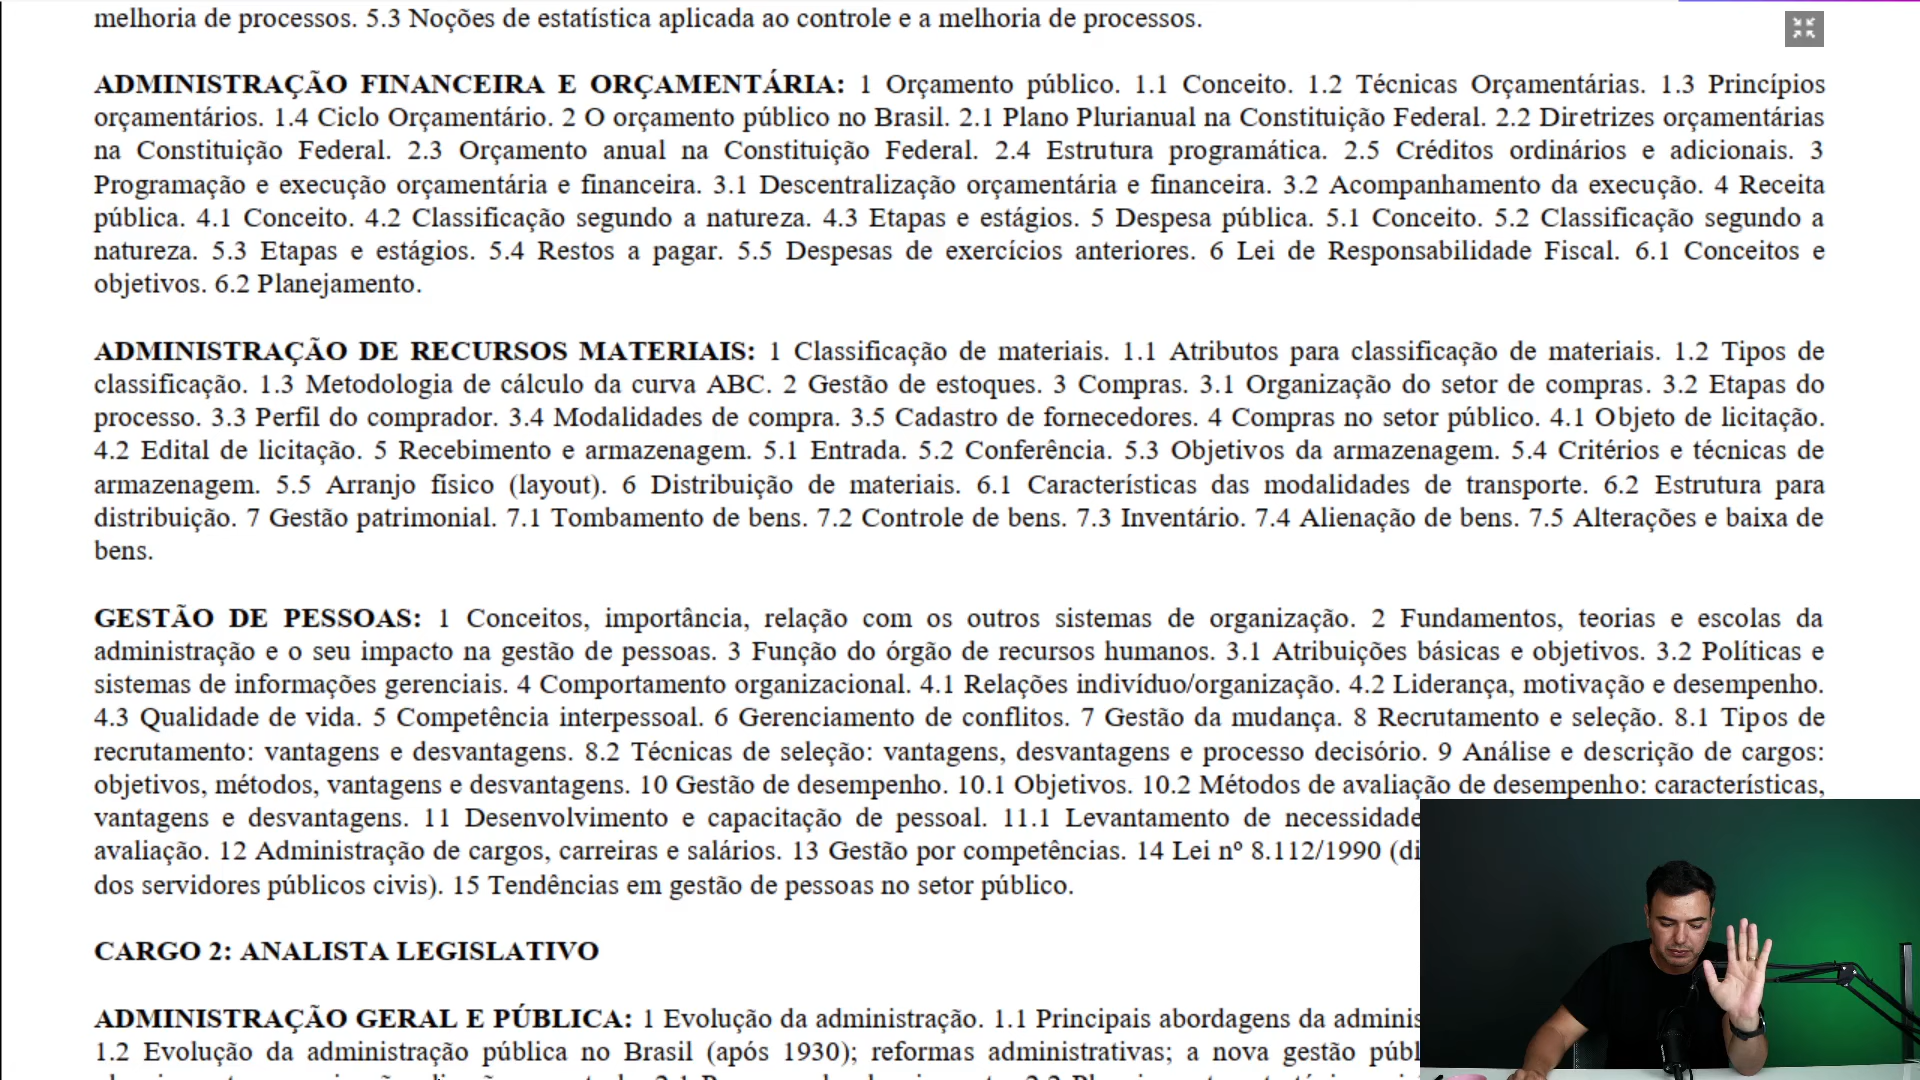 melhoria de processos. 5.3 Noções de estatística aplicada ao controle e a melhoria de processos.
ADMINISTRAÇÃO FINANCEIRA E ORÇAMENTÁRIA: 1 Orçamento público. 1.1 Conceito. 1.2 Técnicas Orçamentárias. 1.3 Princípios
orçamentários. 1.4 Ciclo Orçamentário. 2 O orçamento público no Brasil. 2.1 Plano Plurianual na Constituição Federal. 2.2 Diretrizes orçamentárias
na Constituição Federal. 2.3 Orçamento anual na Constituição Federal. 2.4 Estrutura programática. 2.5 Créditos ordinários e adicionais. 3
Programação e execução orçamentária e financeira. 3.1 Descentralização orçamentária e financeira. 3.2 Acompanhamento da execução. 4 Receita
pública. 4.1 Conceito. 4.2 Classificação segundo a natureza. 4.3 Etapas e estágios. 5 Despesa pública. 5.1 Conceito. 5.2 Classificação segundo a
natureza. 5.3 Etapas e estágios. 5.4 Restos a pagar. 5.5 Despesas de exercícios anteriores. 6 Lei de Responsabilidade Fiscal. 6.1 Conceitos e
objetivos. 6.2 Planejamento.
ADMINISTRAÇÃO DE RECURSOS MATERIAIS: 1 Classificação de materiais. 1.1 Atributos para classificação de materiais. 1.2 Tipos de
classificação. 1.3 Metodologia de cálculo da curva ABC. 2 Gestão de estoques. 3 Compras. 3.1 Organização do setor de compras. 3.2 Etapas do
processo. 3.3 Perfil do comprador. 3.4 Modalidades de compra. 3.5 Cadastro de fornecedores. 4 Compras no setor público. 4.1 Objeto de licitação.
4.2 Edital de licitação. 5 Recebimento e armazenagem. 5.1 Entrada. 5.2 Conferência. 5.3 Objetivos da armazenagem. 5.4 Critérios e técnicas de
armazenagem. 5.5 Arranjo físico (layout). 6 Distribuição de materiais. 6.1 Características das modalidades de transporte. 6.2 Estrutura para
distribuição. 7 Gestão patrimonial. 7.1 Tombamento de bens. 7.2 Controle de bens. 7.3 Inventário. 7.4 Alienação de bens. 7.5 Alterações e baixa de
bens.
GESTÃO DE PESSOAS: 1 Conceitos, importância, relação com os outros sistemas de organização. 2 Fundamentos, teorias e escolas da
administração e o seu impacto na gestão de pessoas. 3 Função do órgão de recursos humanos. 3.1 Atribuições básicas e objetivos. 3.2 Políticas e
sistemas de informações gerenciais. 4 Comportamento organizacional. 4.1 Relações indivíduo/organização. 4.2 Liderança, motivação e desempenho.
4.3 Qualidade de vida. 5 Competência interpessoal. 6 Gerenciamento de conflitos. 7 Gestão da mudança. 8 Recrutamento e seleção. 8.1 Tipos de
recrutamento: vantagens e desvantagens. 8.2 Técnicas de seleção: vantagens, desvantagens e processo decisório. 9 Análise e descrição de cargos:
objetivos, métodos, vantagens e desvantagens. 10 Gestão de desempenho. 10.1 Objetivos. 10.2 Métodos de avaliação de desempenho: características,
vantagens e desvantagens. 11 Desenvolvimento e capacitação de pessoal. 11.1 Levantamento de necessidade
avaliação. 12 Administração de cargos, carreiras e salários. 13 Gestão por competências. 14 Lei nº 8.112/1990 (di
dos servidores públicos civis). 15 Tendências em gestão de pessoas no setor público.
CARGO 2: ANALISTA LEGISLATIVO
ADMINISTRAÇÃO GERAL E PÚBLICA: 1 Evolução da administração. 1.1 Principais abordagens da adminis
1.2 Evolução da administração pública no Brasil (após 1930); reformas administrativas; a nova gestão públ